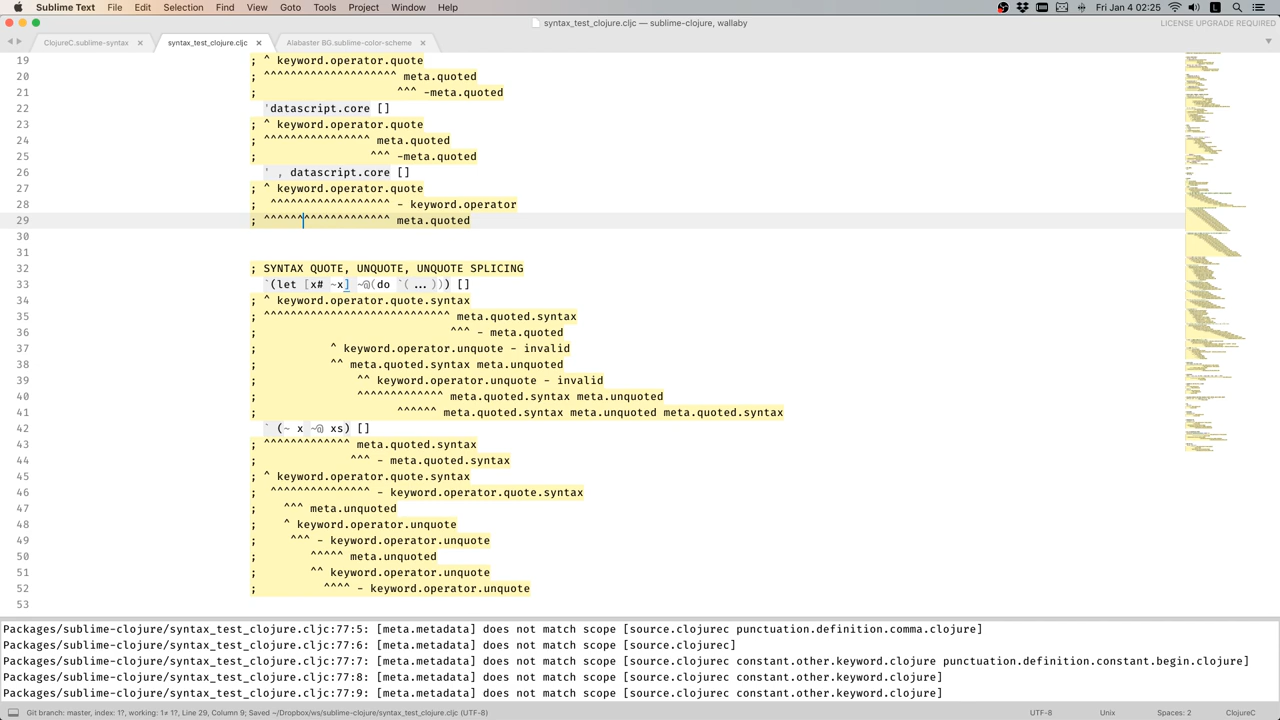 Sublime Text File Edit Selection Find View Goto Tools Project Window Help Fri Jan 4 02:25
syntax_test_clojure.cljc — sublime-clojure, wallaby LICENSE UPGRADE REQUIRED
ClojureC.sublime-syntax syntax_test_clojure.cljc Alabaster BG.sublime-color-scheme
19 ; ^ keyword.operator.quote
20 ; ^^^^^^^^^^^^^^^^^^^^ meta.quoted
21 ; ^^^ -meta.quoted
22 'datascript.core []
23 ; ^ keyword.operator.quote
24 ; ^^^^^^^^^^^^^^^^ meta.quoted
25 ; ^^^ -meta.quoted
26 ' , datascript.core []
27 ; ^ keyword.operator.quote
28 ; ^^^^^^^^^^^^^^^^^^ - keyword.operator.quote
29 ; ^^^^^^^^^^^^^^^^^^^ meta.quoted
30
31
32 ; SYNTAX QUOTE, UNQUOTE, UNQUOTE SPLICING
33 `(let [x# ~x] ~@(do `(...))) []
34 ; ^ keyword.operator.quote.syntax
35 ; ^^^^^^^^^^^^^^^^^^^^^^^^^^^^ meta.quoted.syntax
36 ; ^^^ - meta.quoted
37 ; ^ keyword.operator.unquote - invalid
38 ; ^^ meta.quoted.syntax meta.unquoted
39 ; ^^ keyword.operator.unquote - invalid
40 ; ^^^^^^^^^^^^^ meta.quoted.syntax meta.unquoted
41 ; ^^^^^^ meta.quoted.syntax meta.unquoted meta.quoted.syntax
42 ` (~ x ~@ xs) []
43 ; ^^^^^^^^^^^^^ meta.quoted.syntax
44 ; ^^^ - meta.quoted.syntax
45 ; ^ keyword.operator.quote.syntax
46 ; ^^^^^^^^^^^^^^^ - keyword.operator.quote.syntax
47 ; ^^^ meta.unquoted
48 ; ^ keyword.operator.unquote
49 ; ^^^ - keyword.operator.unquote
50 ; ^^^^^ meta.unquoted
51 ; ^^ keyword.operator.unquote
52 ; ^^^^ - keyword.operator.unquote
53
Packages/sublime-clojure/syntax_test_clojure.cljc:77:5: [meta.metadata] does not match scope [source.clojurec punctuation.definition.comma.clojure]
Packages/sublime-clojure/syntax_test_clojure.cljc:77:6: [meta.metadata] does not match scope [source.clojurec]
Packages/sublime-clojure/syntax_test_clojure.cljc:77:7: [meta.metadata] does not match scope [source.clojurec constant.other.keyword.clojure punctuation.definition.constant.begin.clojure]
Packages/sublime-clojure/syntax_test_clojure.cljc:77:8: [meta.metadata] does not match scope [source.clojurec constant.other.keyword.clojure]
Packages/sublime-clojure/syntax_test_clojure.cljc:77:9: [meta.metadata] does not match scope [source.clojurec constant.other.keyword.clojure]
Git branch: master, index: 1?, working: 1≠ 1?, Line 29, Column 9; Saved ~/Dropbox/ws/sublime-clojure/syntax_test_clojure.cljc (UTF-8) UTF-8 Unix Spaces: 2 ClojureC